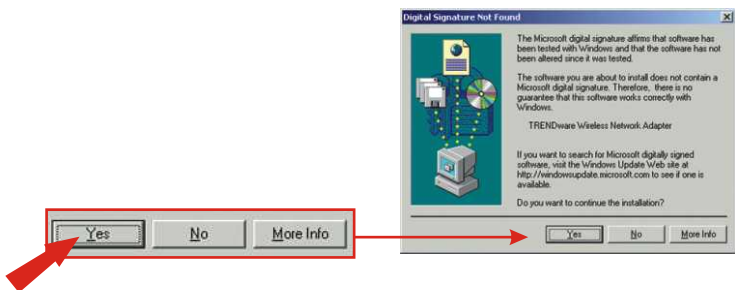 Digital Signature Not Found
The Microsoft digital signature affirms that software has
been tested with Windows and that the software has not
been altered since it was tested.
The software you are about to install does not contain a
Microsoft digital signature. Therefore, there is no
guarantee that this software works correctly with
Windows.
TRENDware Wireless Network Adapter
If you want to search for Microsoft digitally signed
software, visit the Windows Update Web site at
http://windowsupdate.microsoft.com to see if one is
available.
Do you want to continue the installation?
Yes No More Info
Yes No More Info